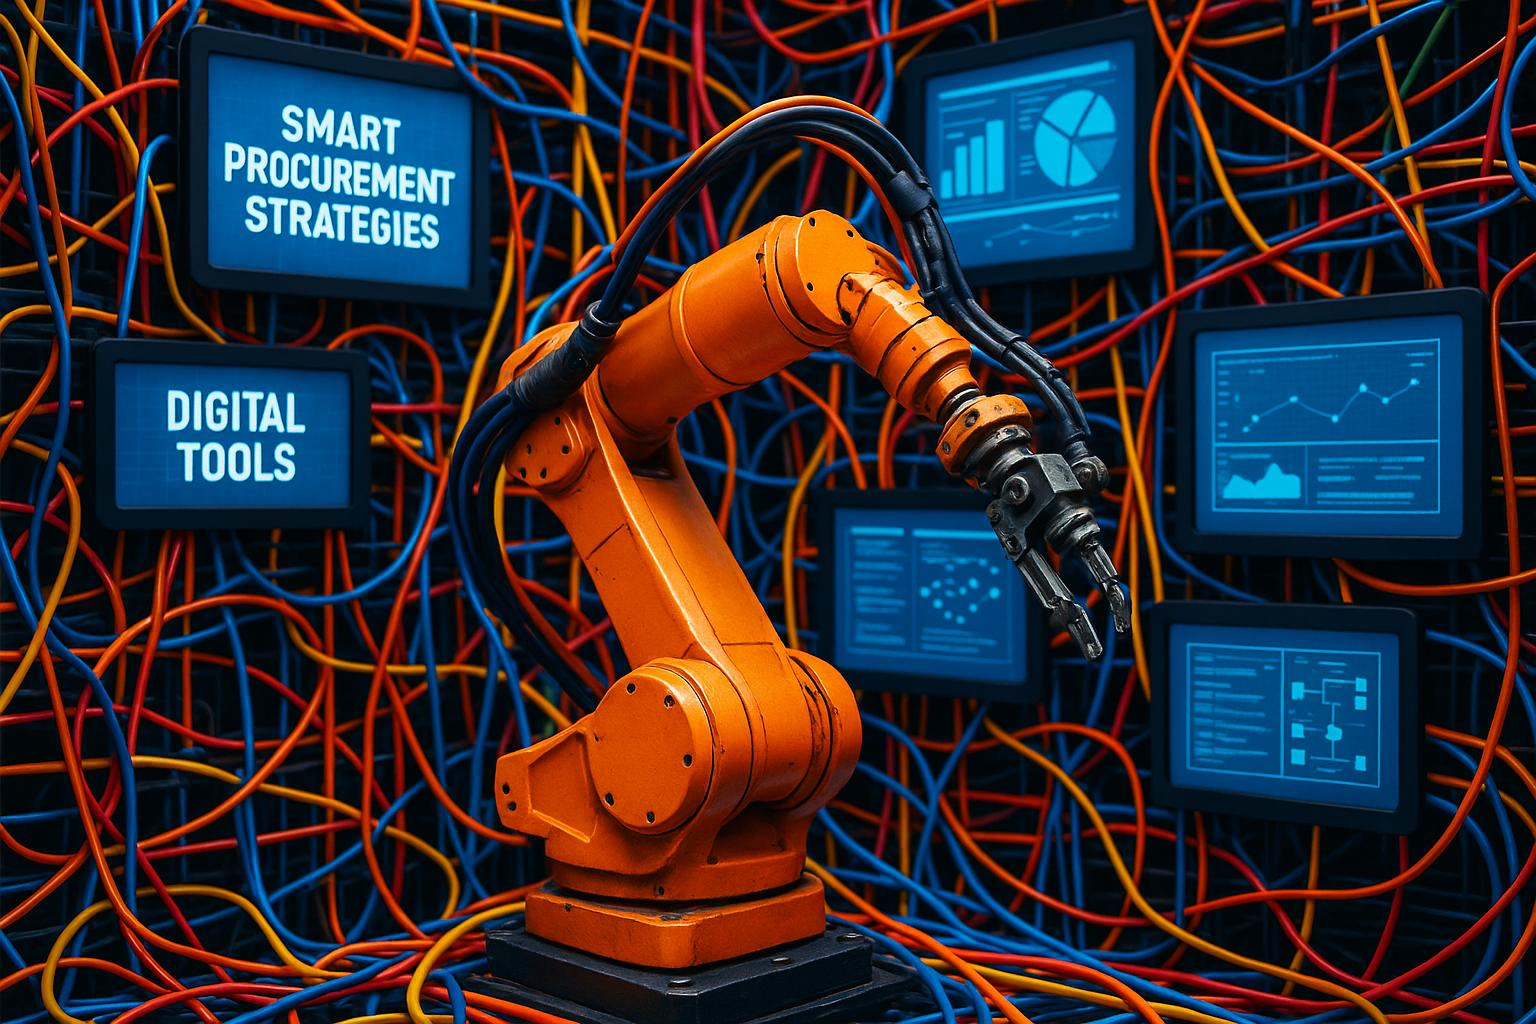 SMART
PROCUREMENT
STRATEGIES
DIGITAL
TOOLS